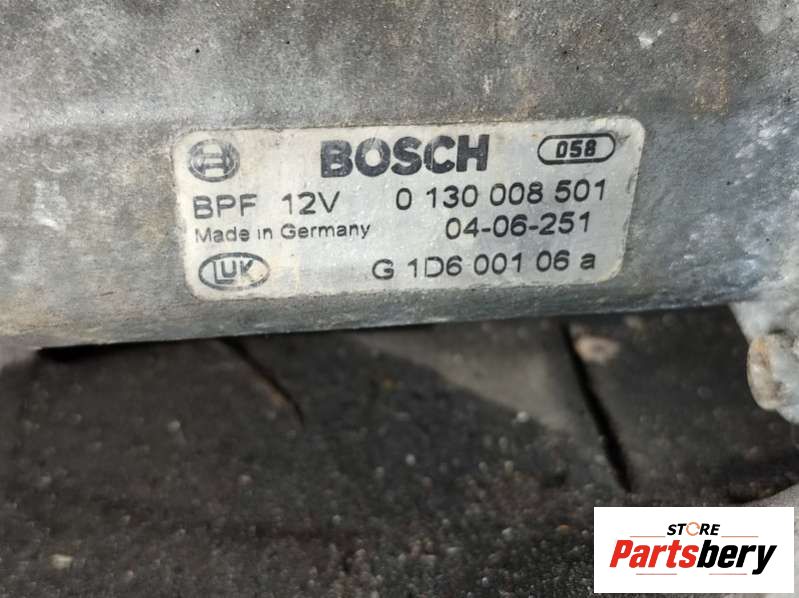 BOSCH 058
BPF 12V 0 130 008 501
Made in Germany 04-06-251
LUK G 1D6 001 06 a
STORE
Partsbery